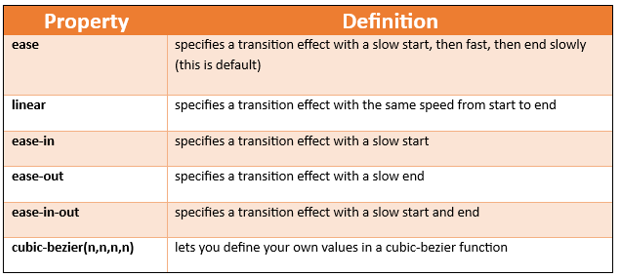 Property Definition
ease specifies a transition effect with a slow start, then fast, then end slowly
(this is default)
linear specifies a transition effect with the same speed from start to end
ease-in specifies a transition effect with a slow start
ease-out specifies a transition effect with a slow end
ease-in-out specifies a transition effect with a slow start and end
cubic-bezier(n,n,n,n) lets you define your own values in a cubic-bezier function